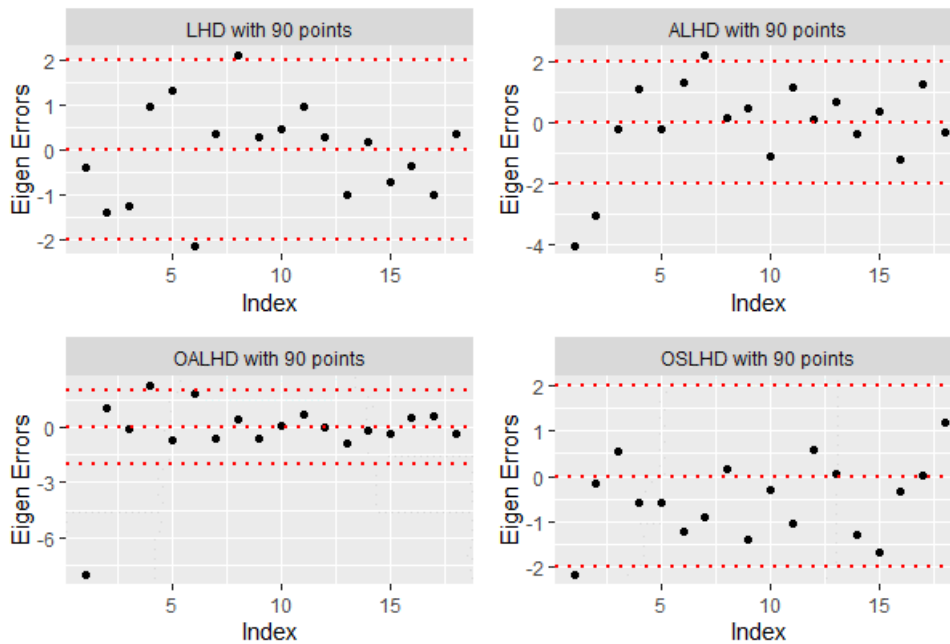 LHD with 90 points
Eigen Errors
2
1
0
-1
-2
5
10
15
Index
ALHD with 90 points
Eigen Errors
2
0
-2
-4
5
10
15
Index
OALHD with 90 points
Eigen Errors
0
-3
-6
5
10
15
Index
OSLHD with 90 points
Eigen Errors
2
1
0
-1
-2
5
10
15
Index